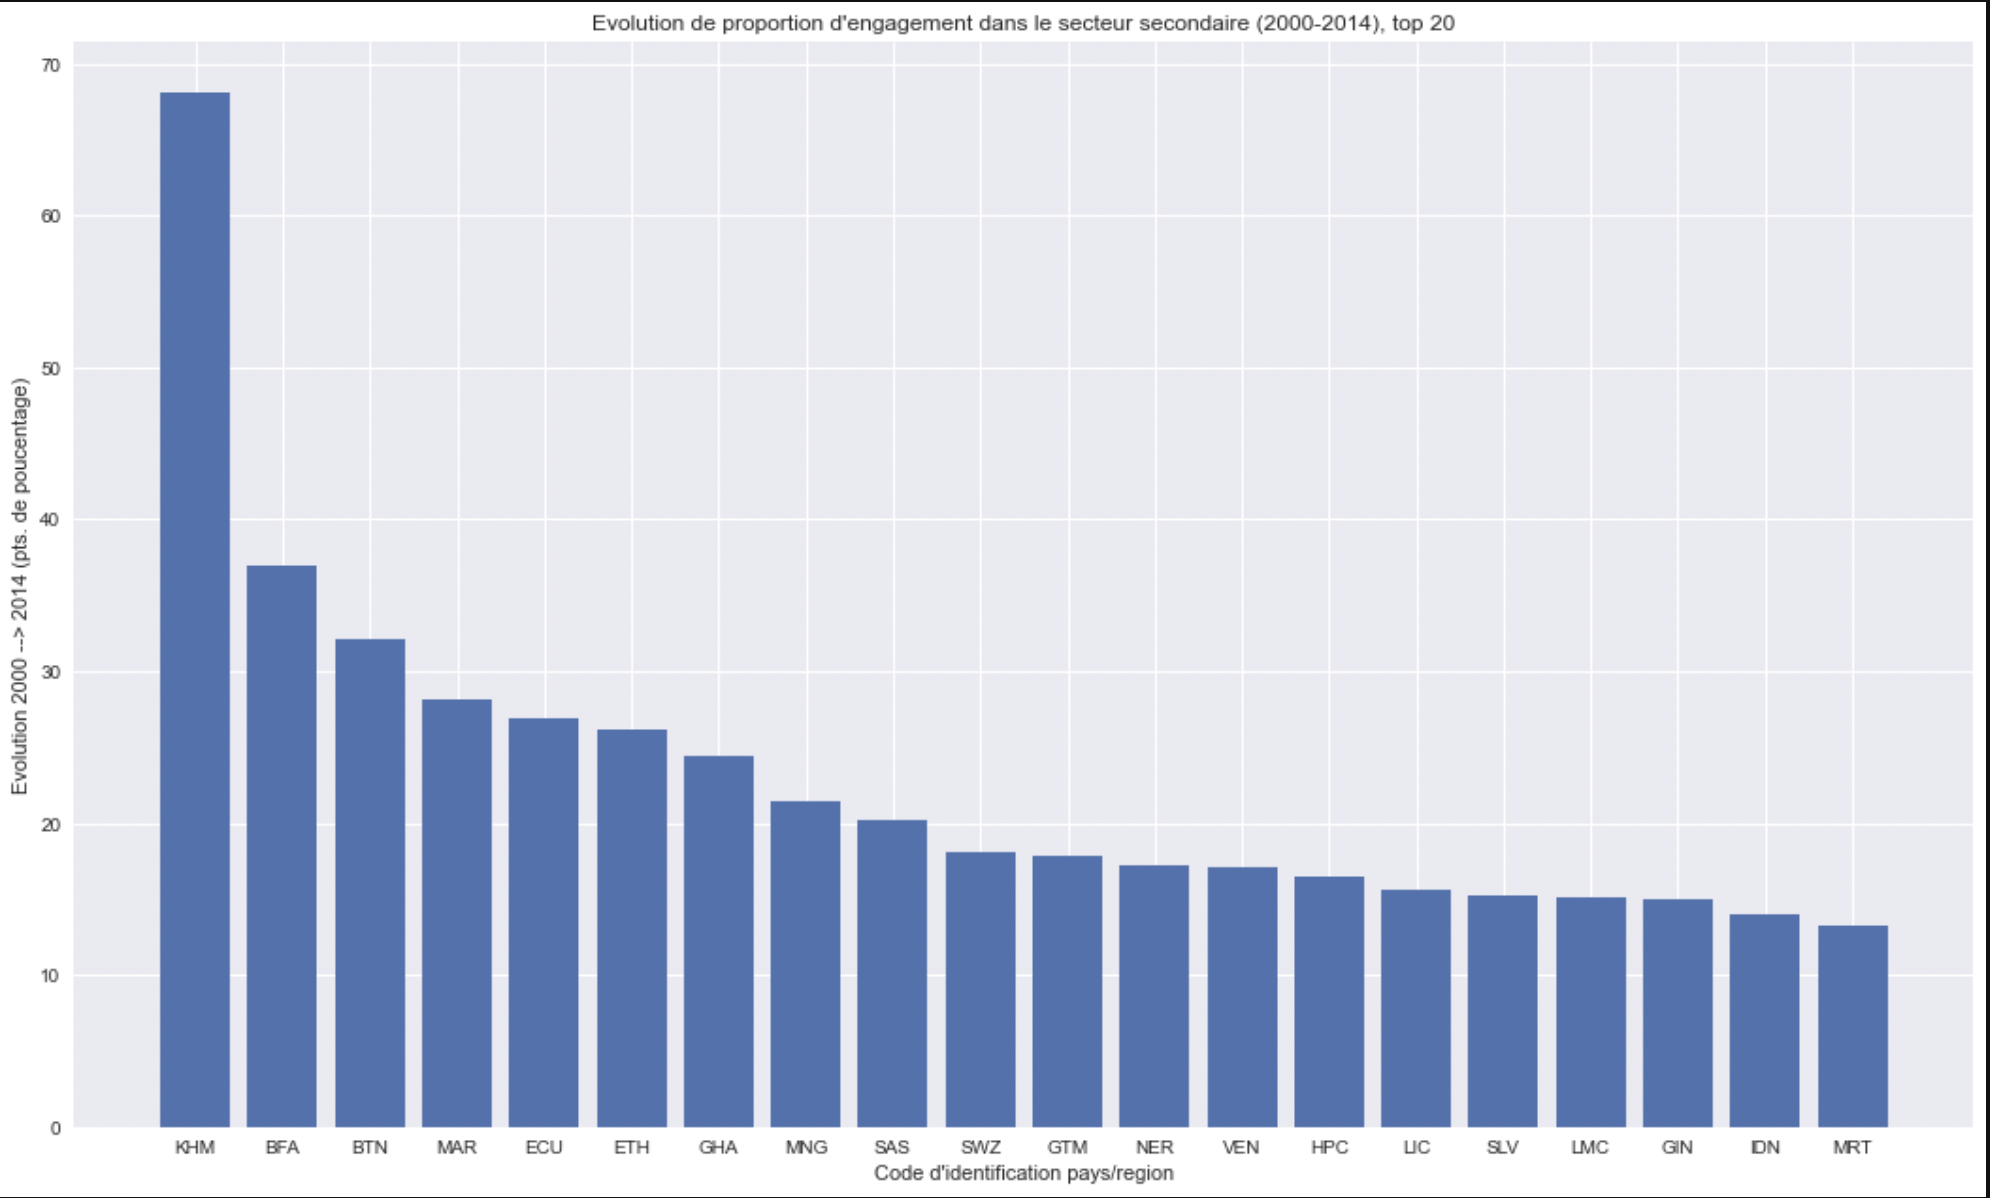 Evolution de proportion d'engagement dans le secteur secondaire (2000-2014), top 20
Evolution 2000 --> 2014 (pts. de poucentage)
70
60
50
40
30
20
10
0
KHM BFA BTN MAR ECU ETH GHA MNG SAS SWZ GTM NER VEN HPC LIC SLV LMC GIN IDN MRT
Code d'identification pays/region